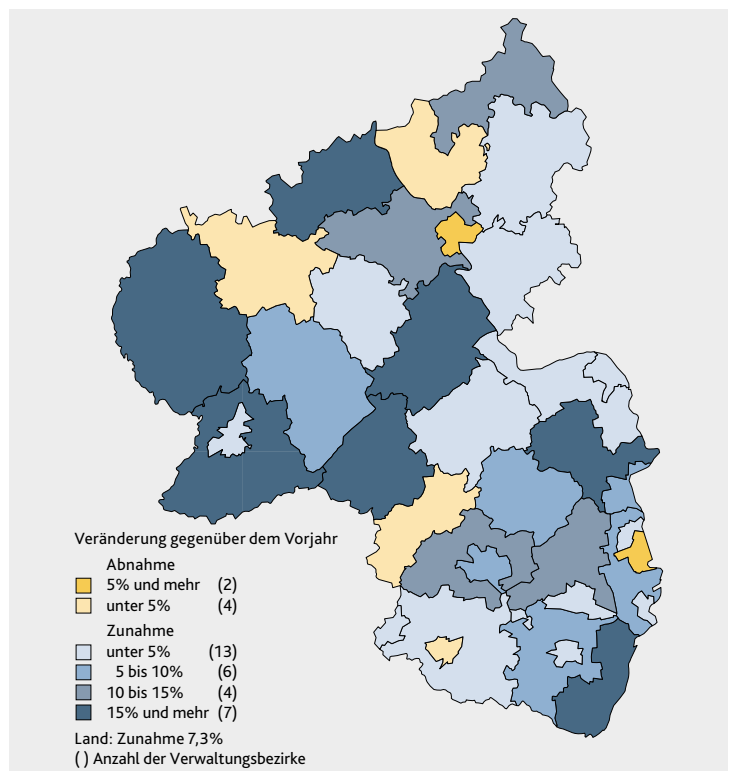 Veränderung gegenüber dem Vorjahr
Abnahme
5% und mehr (2)
unter 5% (4)
Zunahme
unter 5% (13)
5 bis 10% (6)
10 bis 15% (4)
15% und mehr (7)
Land: Zunahme 7,3%
( ) Anzahl der Verwaltungsbezirke